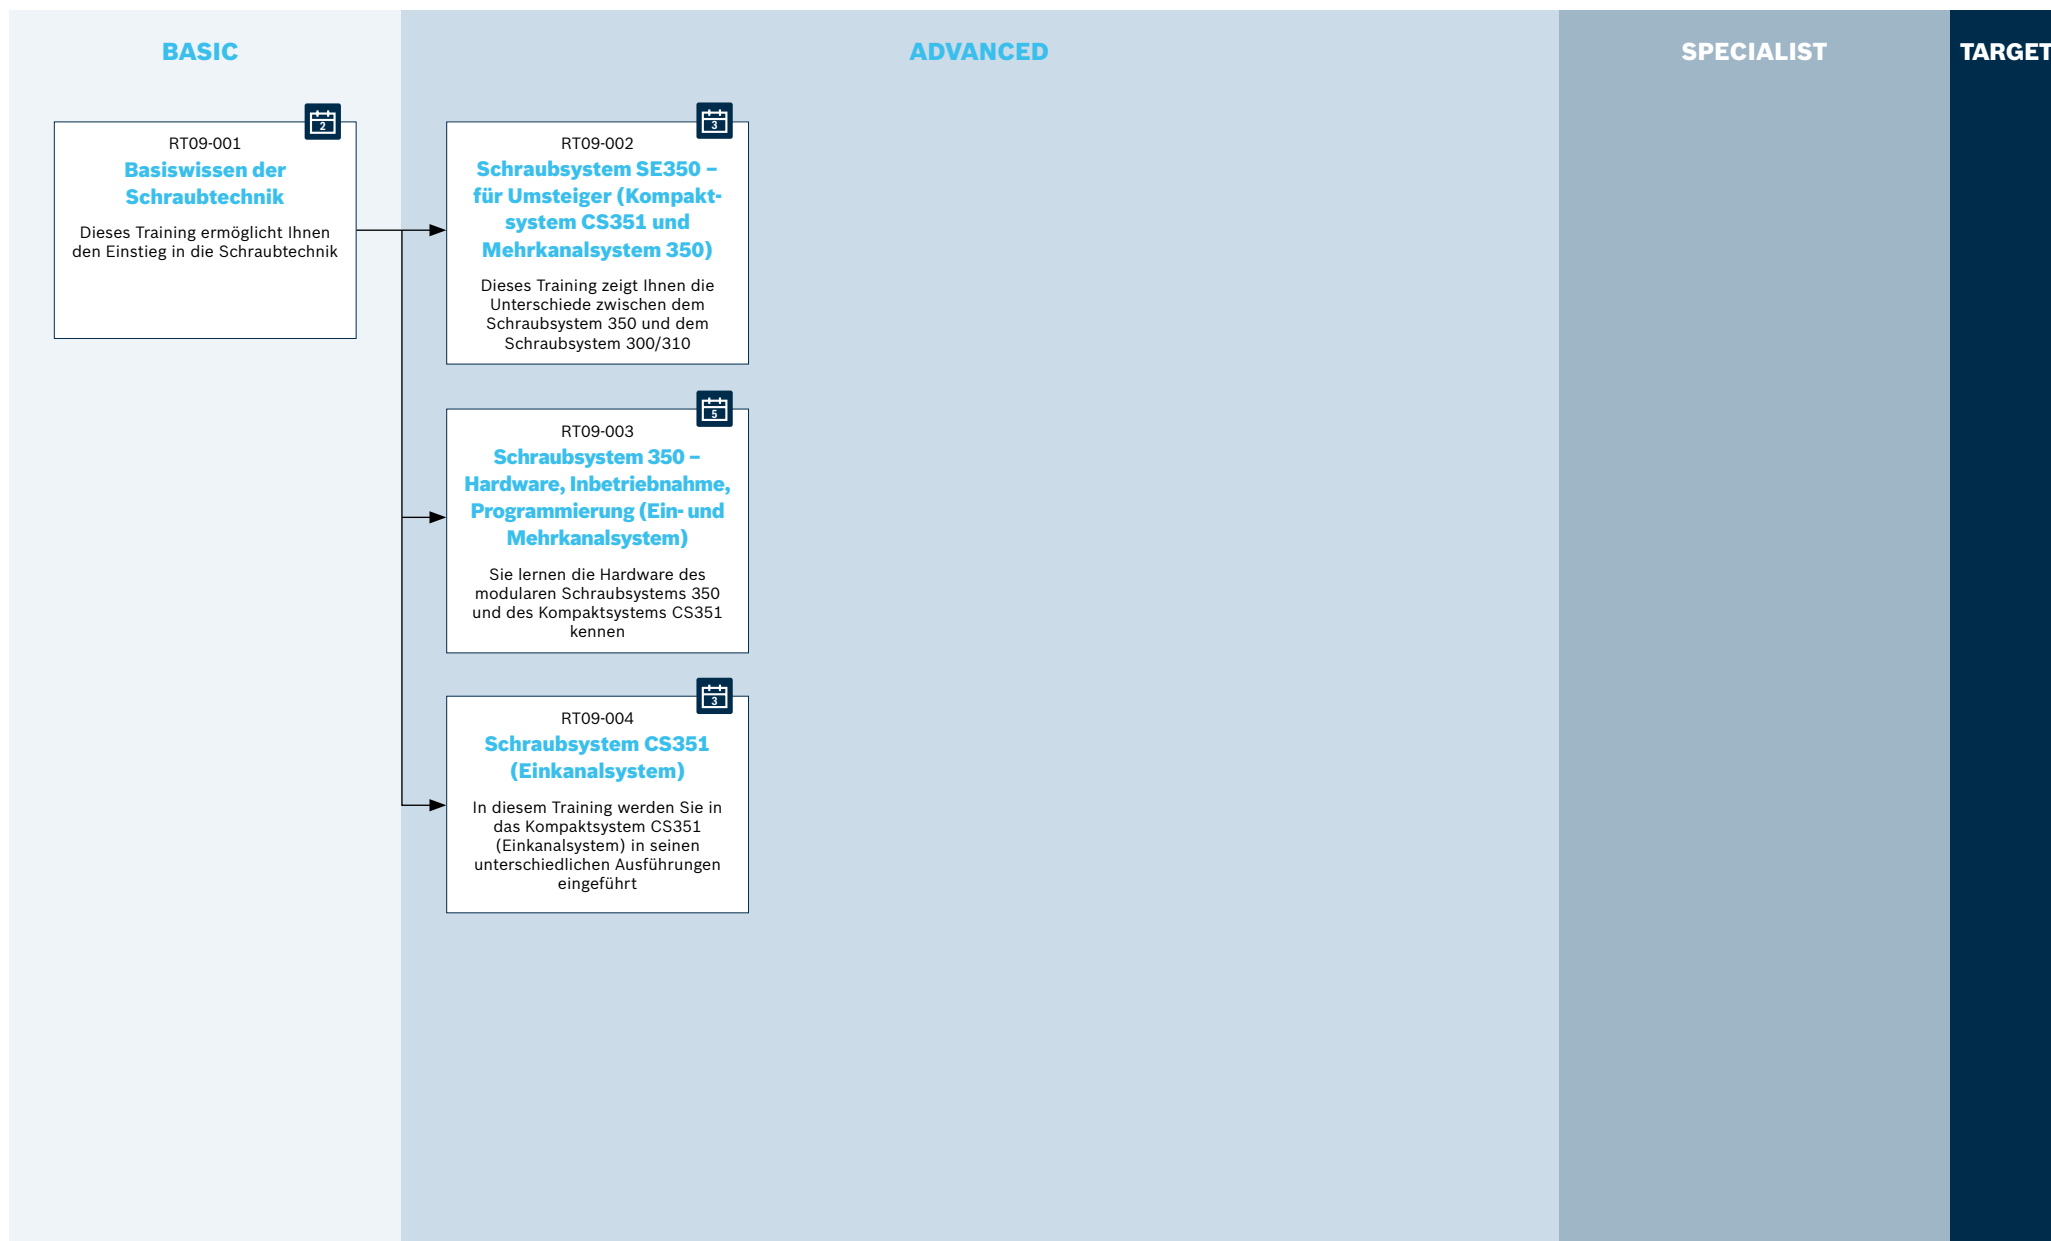 BASIC
ADVANCED
SPECIALIST
TARGET
2
RT09-001
Basiswissen der
Schraubtechnik
Dieses Training ermöglicht Ihnen
den Einstieg in die Schraubtechnik
3
RT09-002
Schraubsystem SE350 –
für Umsteiger (Kompakt-
system CS351 und
Mehrkanalsystem 350)
Dieses Training zeigt Ihnen die
Unterschiede zwischen dem
Schraubsystem 350 und dem
Schraubsystem 300/310
5
RT09-003
Schraubsystem 350 –
Hardware, Inbetriebnahme,
Programmierung (Ein- und
Mehrkanalsystem)
Sie lernen die Hardware des
modularen Schraubsystems 350
und des Kompaktsystems CS351
kennen
3
RT09-004
Schraubsystem CS351
(Einkanalsystem)
In diesem Training werden Sie in
das Kompaktsystem CS351
(Einkanalsystem) in seinen
unterschiedlichen Ausführungen
eingeführt